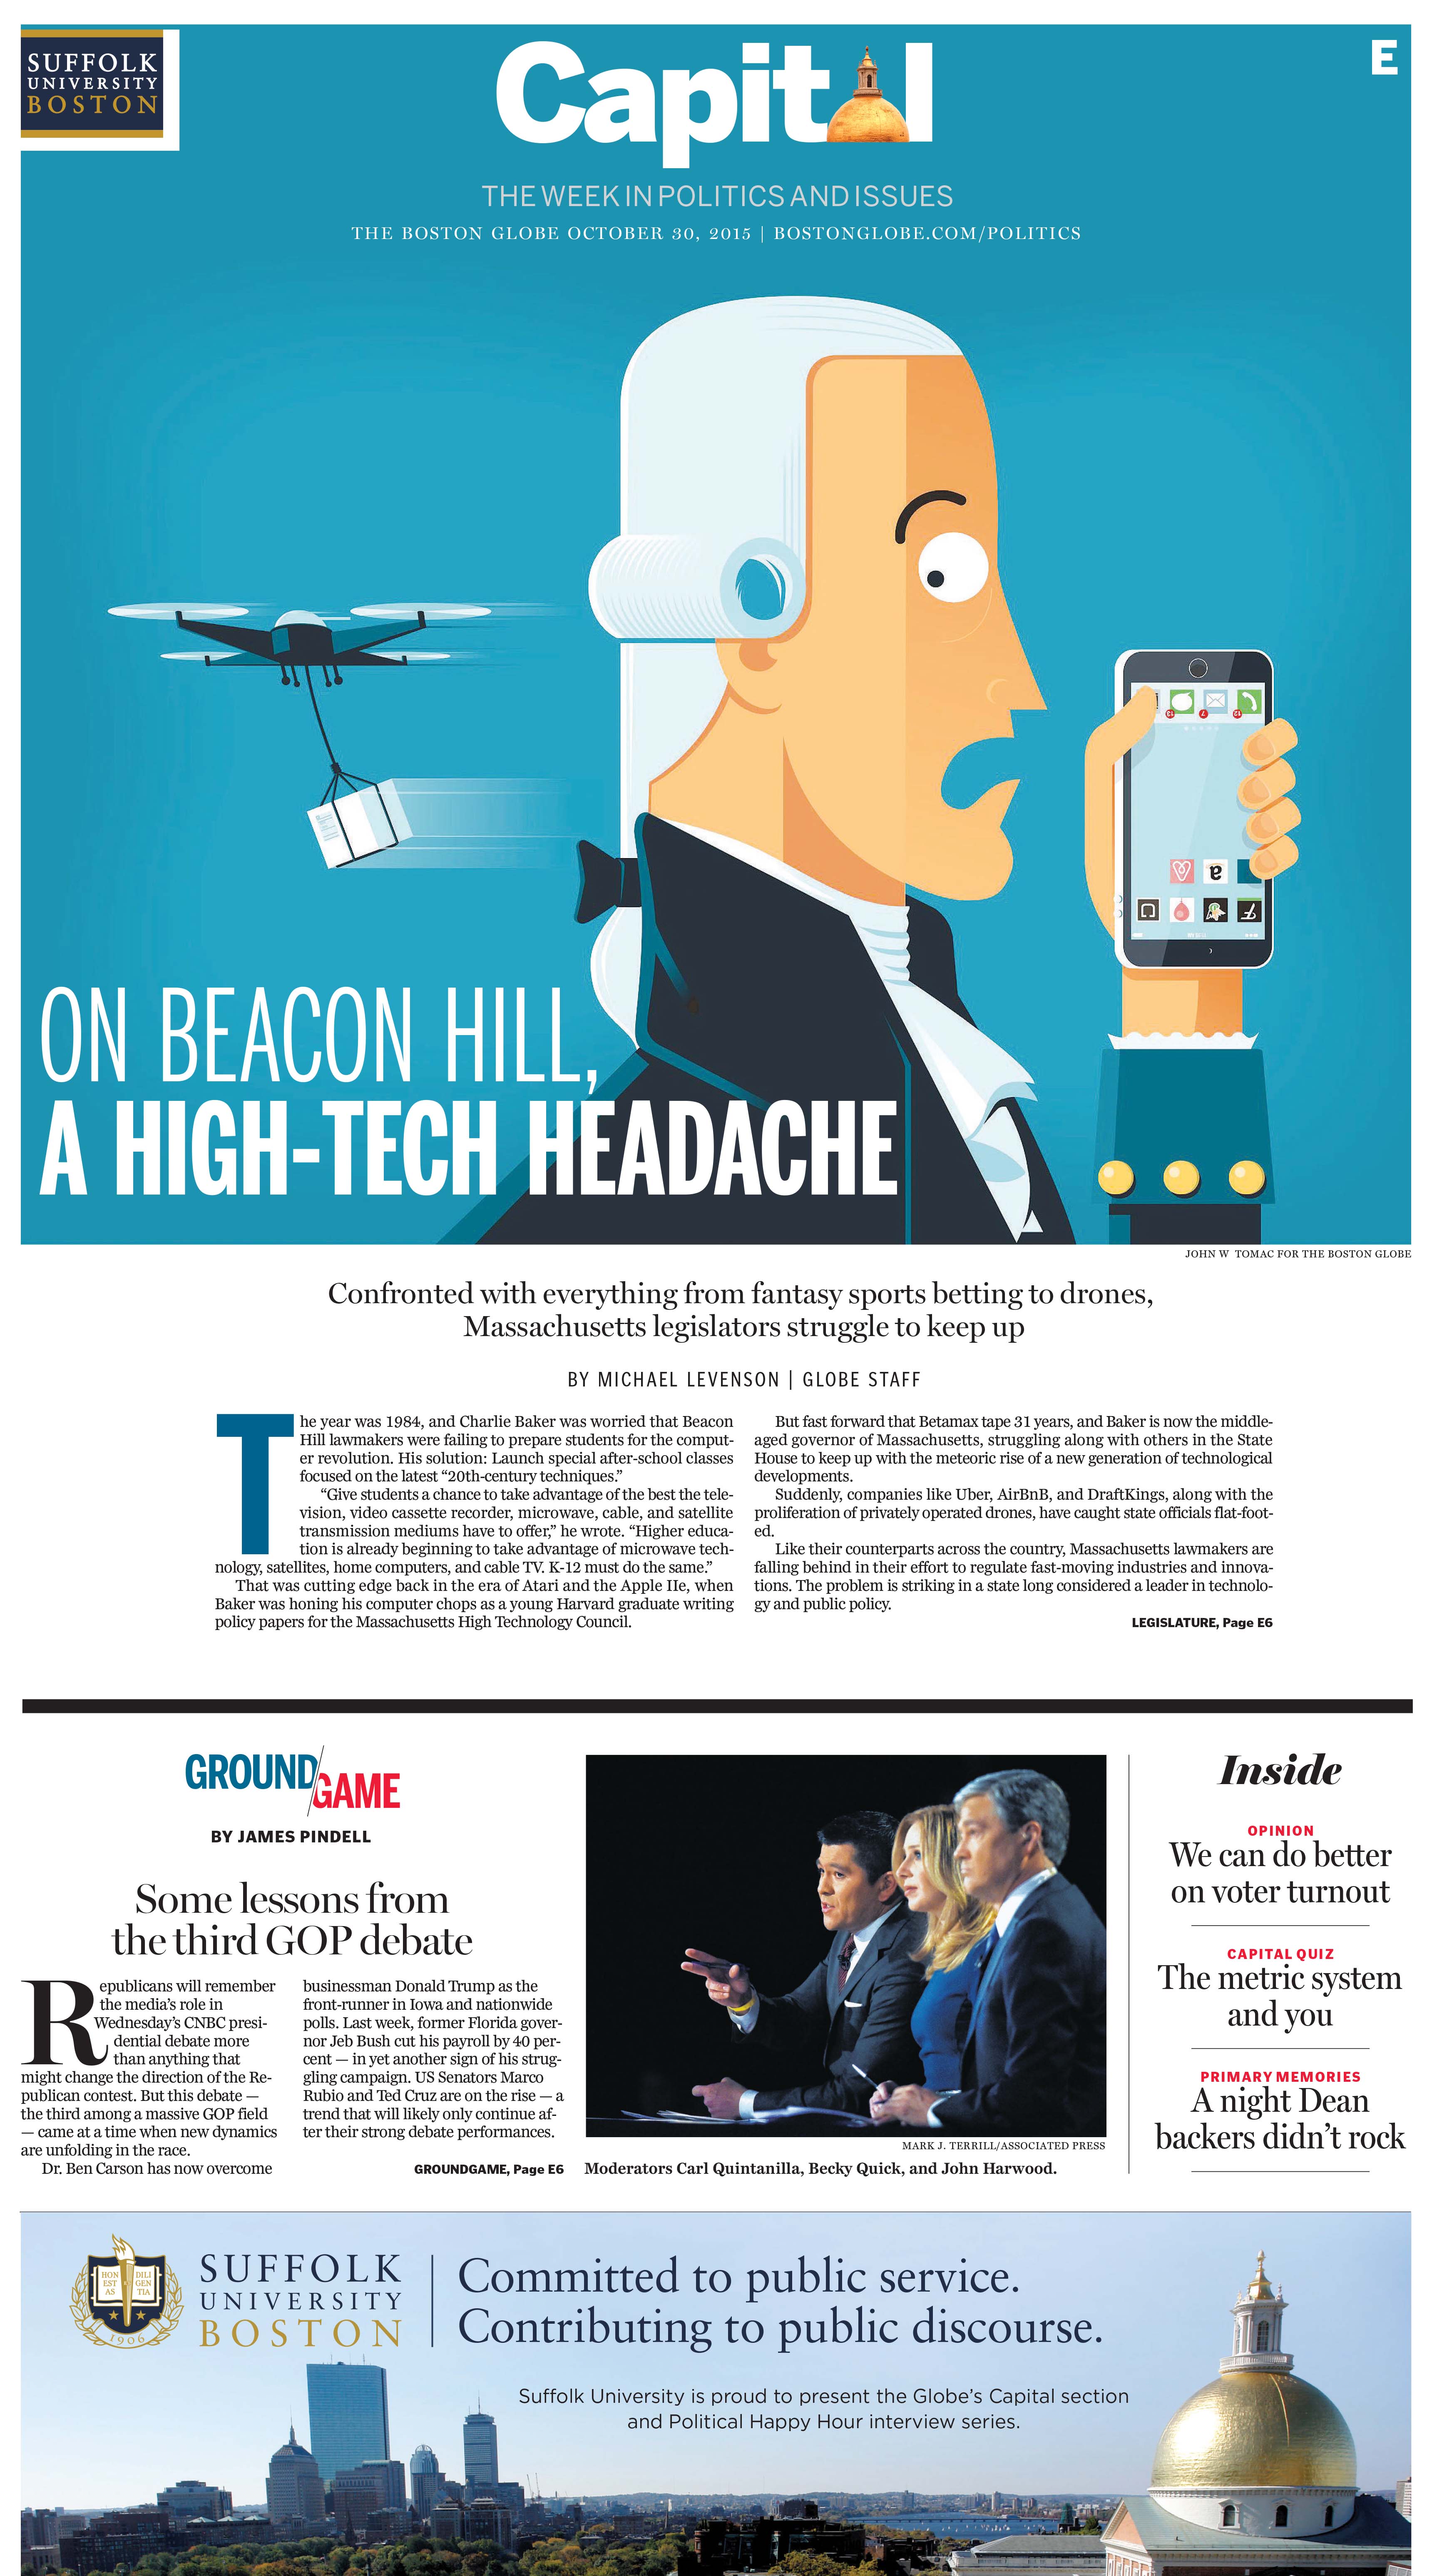 SUFFOLK
UNIVERSITY
BOSTON
Capital
E
THE WEEK IN POLITICS AND ISSUES
THE BOSTON GLOBE OCTOBER 30, 2015 | BOSTONGLOBE.COM/POLITICS
ON BEACON HILL,
A HIGH-TECH HEADACHE
JOHN W TOMAC FOR THE BOSTON GLOBE
Confronted with everything from fantasy sports betting to drones,
Massachusetts legislators struggle to keep up
BY MICHAEL LEVENSON | GLOBE STAFF
The year was 1984, and Charlie Baker was worried that Beacon
Hill lawmakers were failing to prepare students for the comput-
er revolution. His solution: Launch special after-school classes
focused on the latest “20th-century techniques.”
“Give students a chance to take advantage of the best the tele-
vision, video cassette recorder, microwave, cable, and satellite
transmission mediums have to offer,” he wrote. “Higher educa-
tion is already beginning to take advantage of microwave tech-
nology, satellites, home computers, and cable TV. K-12 must do the same.”
That was cutting edge back in the era of Atari and the Apple IIe, when
Baker was honing his computer chops as a young Harvard graduate writing
policy papers for the Massachusetts High Technology Council.
But fast forward that Betamax tape 31 years, and Baker is now the middle-
aged governor of Massachusetts, struggling along with others in the State
House to keep up with the meteoric rise of a new generation of technological
developments.
Suddenly, companies like Uber, AirBnB, and DraftKings, along with the
proliferation of privately operated drones, have caught state officials flat-foot-
ed.
Like their counterparts across the country, Massachusetts lawmakers are
falling behind in their effort to regulate fast-moving industries and innova-
tions. The problem is striking in a state long considered a leader in technolo-
gy and public policy.
LEGISLATURE, Page E6
GROUND/GAME
BY JAMES PINDELL
Some lessons from
the third GOP debate
Republicans will remember
the media’s role in
Wednesday’s CNBC presi-
dential debate more
than anything that
might change the direction of the Re-
publican contest. But this debate —
the third among a massive GOP field
— came at a time when new dynamics
are unfolding in the race.
Dr. Ben Carson has now overcome
businessman Donald Trump as the
front-runner in Iowa and nationwide
polls. Last week, former Florida gover-
nor Jeb Bush cut his payroll by 40 per-
cent — in yet another sign of his strug-
gling campaign. US Senators Marco
Rubio and Ted Cruz are on the rise — a
trend that will likely only continue af-
ter their strong debate performances.
GROUNDGAME, Page E6
MARK J. TERRILL/ASSOCIATED PRESS
Moderators Carl Quintanilla, Becky Quick, and John Harwood.
Inside
OPINION
We can do better
on voter turnout
CAPITAL QUIZ
The metric system
and you
PRIMARY MEMORIES
A night Dean
backers didn’t rock
HON
EST
AS
DILI
GEN
TIA
1906
SUFFOLK
UNIVERSITY
BOSTON
Committed to public service.
Contributing to public discourse.
Suffolk University is proud to present the Globe’s Capital section
and Political Happy Hour interview series.